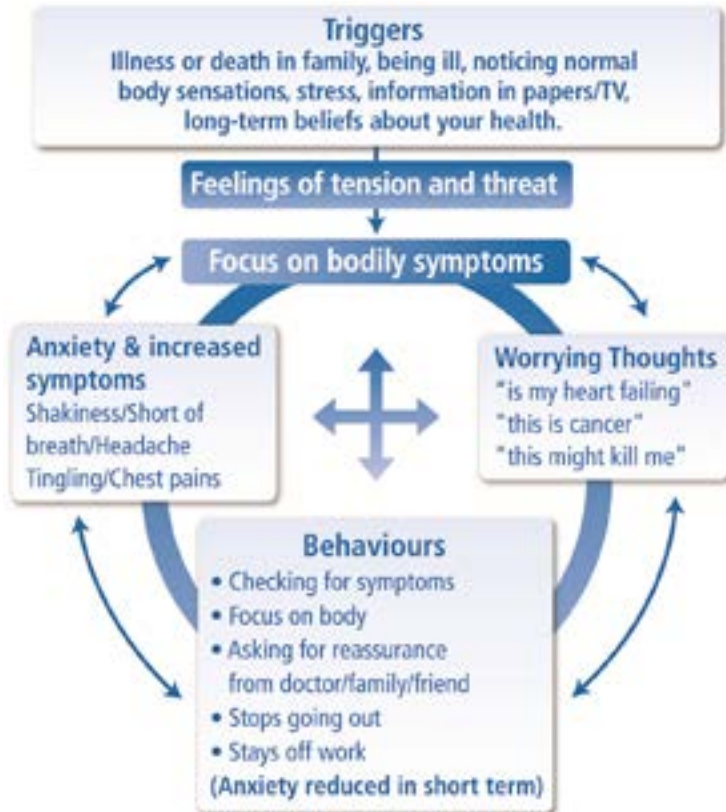 Triggers
Illness or death in family, being ill, noticing normal
body sensations, stress, information in papers/TV,
long-term beliefs about your health.
Feelings of tension and threat
Focus on bodily symptoms
Anxiety & increased
symptoms
Shakiness/Short of
breath/Headache
Tingling/Chest pains
Worrying Thoughts
"is my heart failing"
"this is cancer"
"this might kill me"
Behaviours
• Checking for symptoms
• Focus on body
• Asking for reassurance
from doctor/family/friend
• Stops going out
• Stays off work
(Anxiety reduced in short term)